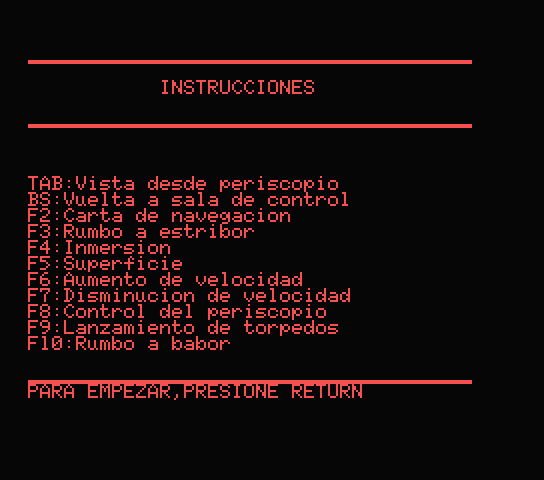 INSTRUCCIONES
TAB:Vista desde periscopio
BS:Vuelta a sala de control
F2:Carta de navegacion
F3:Rumbo a estribor
F4:Inmersion
F5:Superficie
F6:Aumento de velocidad
F7:Disminucion de velocidad
F8:Control del periscopio
F9:Lanzamiento de torpedos
F10:Rumbo a babor
PARA EMPEZAR,PRESIONE RETURN